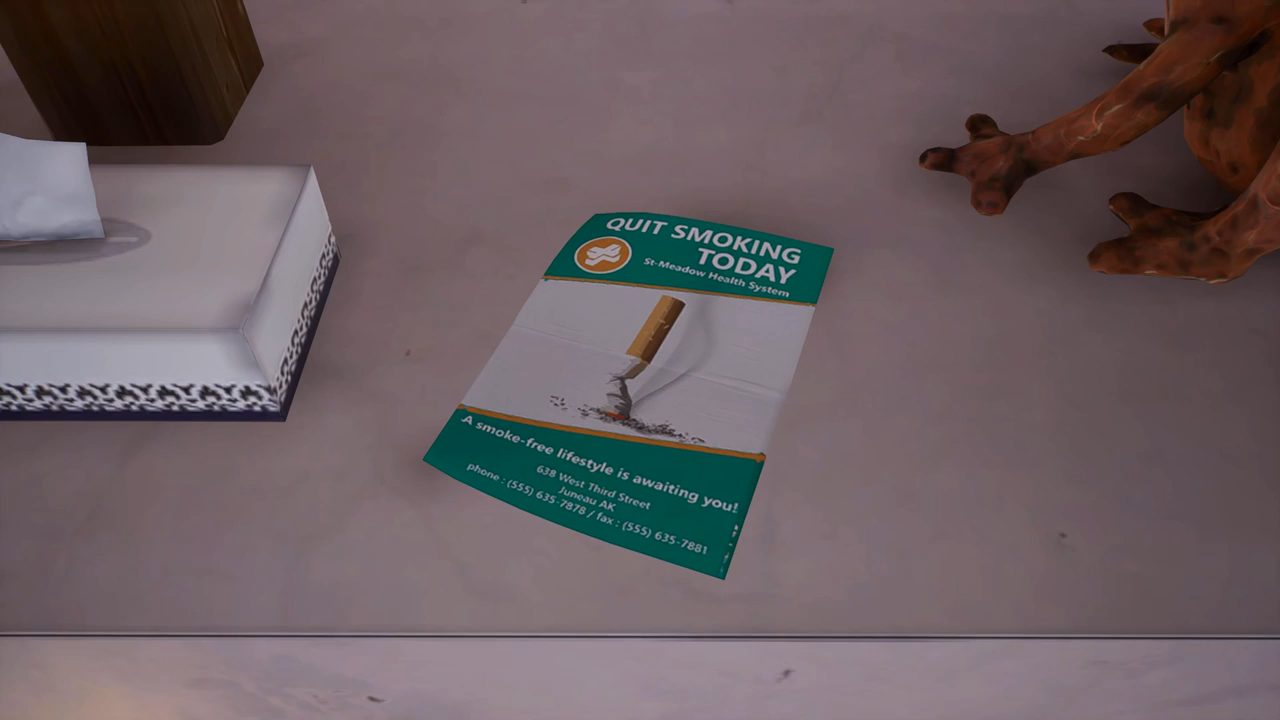 QUIT SMOKING
TODAY
St-Meadow Health System
A smoke-free lifestyle is awaiting you!
638 West Third Street
Juneau AK
phone : (555) 635-7878 / fax : (555) 635-7881